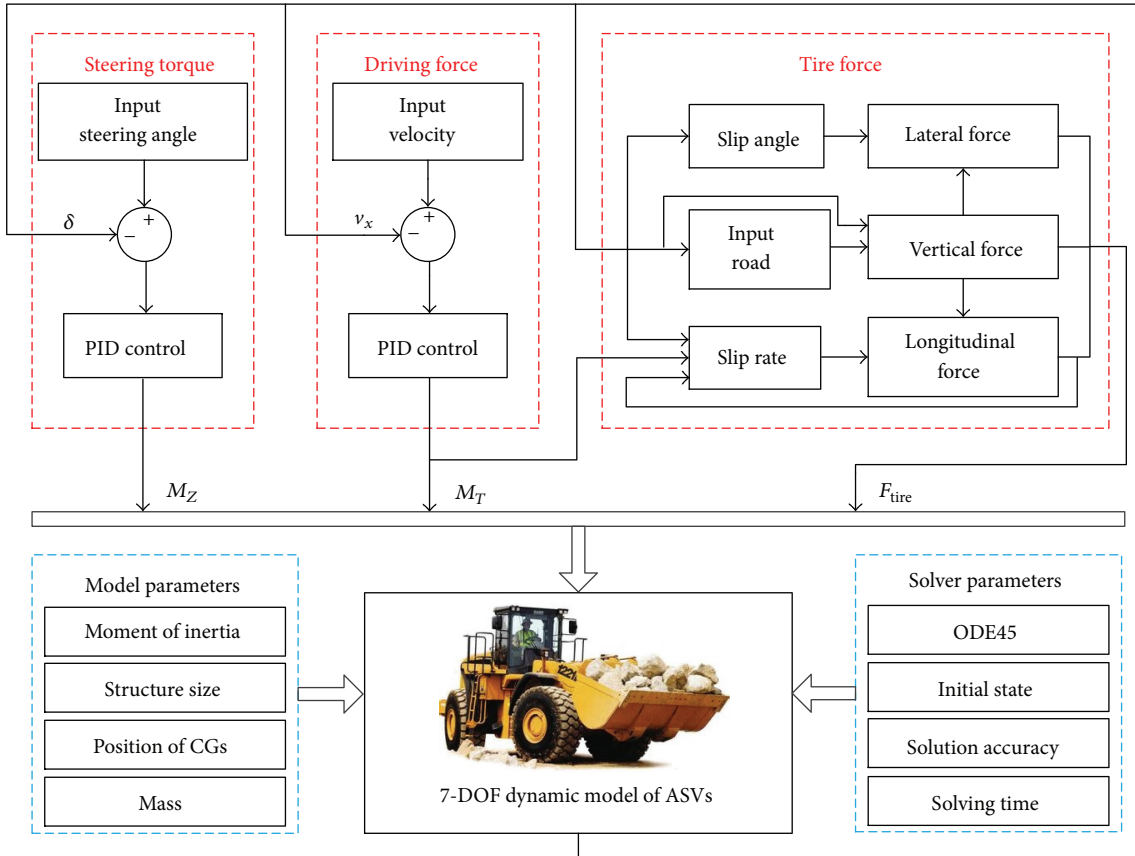 Steering torque
Driving force
Tire force
Input
steering angle
Input
velocity
Slip angle
Lateral force
δ
+
−
v_x
+
−
Input
road
Vertical force
PID control
PID control
Slip rate
Longitudinal
force
M_Z
M_T
F_tire
Model parameters
Moment of inertia
Structure size
Position of CGs
Mass
7-DOF dynamic model of ASVs
Solver parameters
ODE45
Initial state
Solution accuracy
Solving time